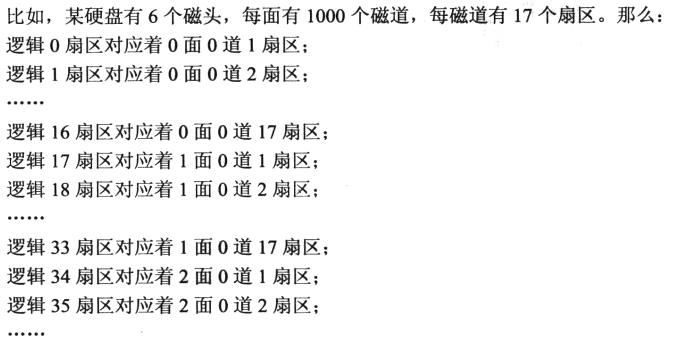 比如，某硬盘有 6 个磁头，每面有 1000 个磁道，每磁道有 17 个扇区。那么：
逻辑 0 扇区对应着 0 面 0 道 1 扇区；
逻辑 1 扇区对应着 0 面 0 道 2 扇区；
……
逻辑 16 扇区对应着 0 面 0 道 17 扇区；
逻辑 17 扇区对应着 1 面 0 道 1 扇区；
逻辑 18 扇区对应着 1 面 0 道 2 扇区；
……
逻辑 33 扇区对应着 1 面 0 道 17 扇区；
逻辑 34 扇区对应着 2 面 0 道 1 扇区；
逻辑 35 扇区对应着 2 面 0 道 2 扇区；
……